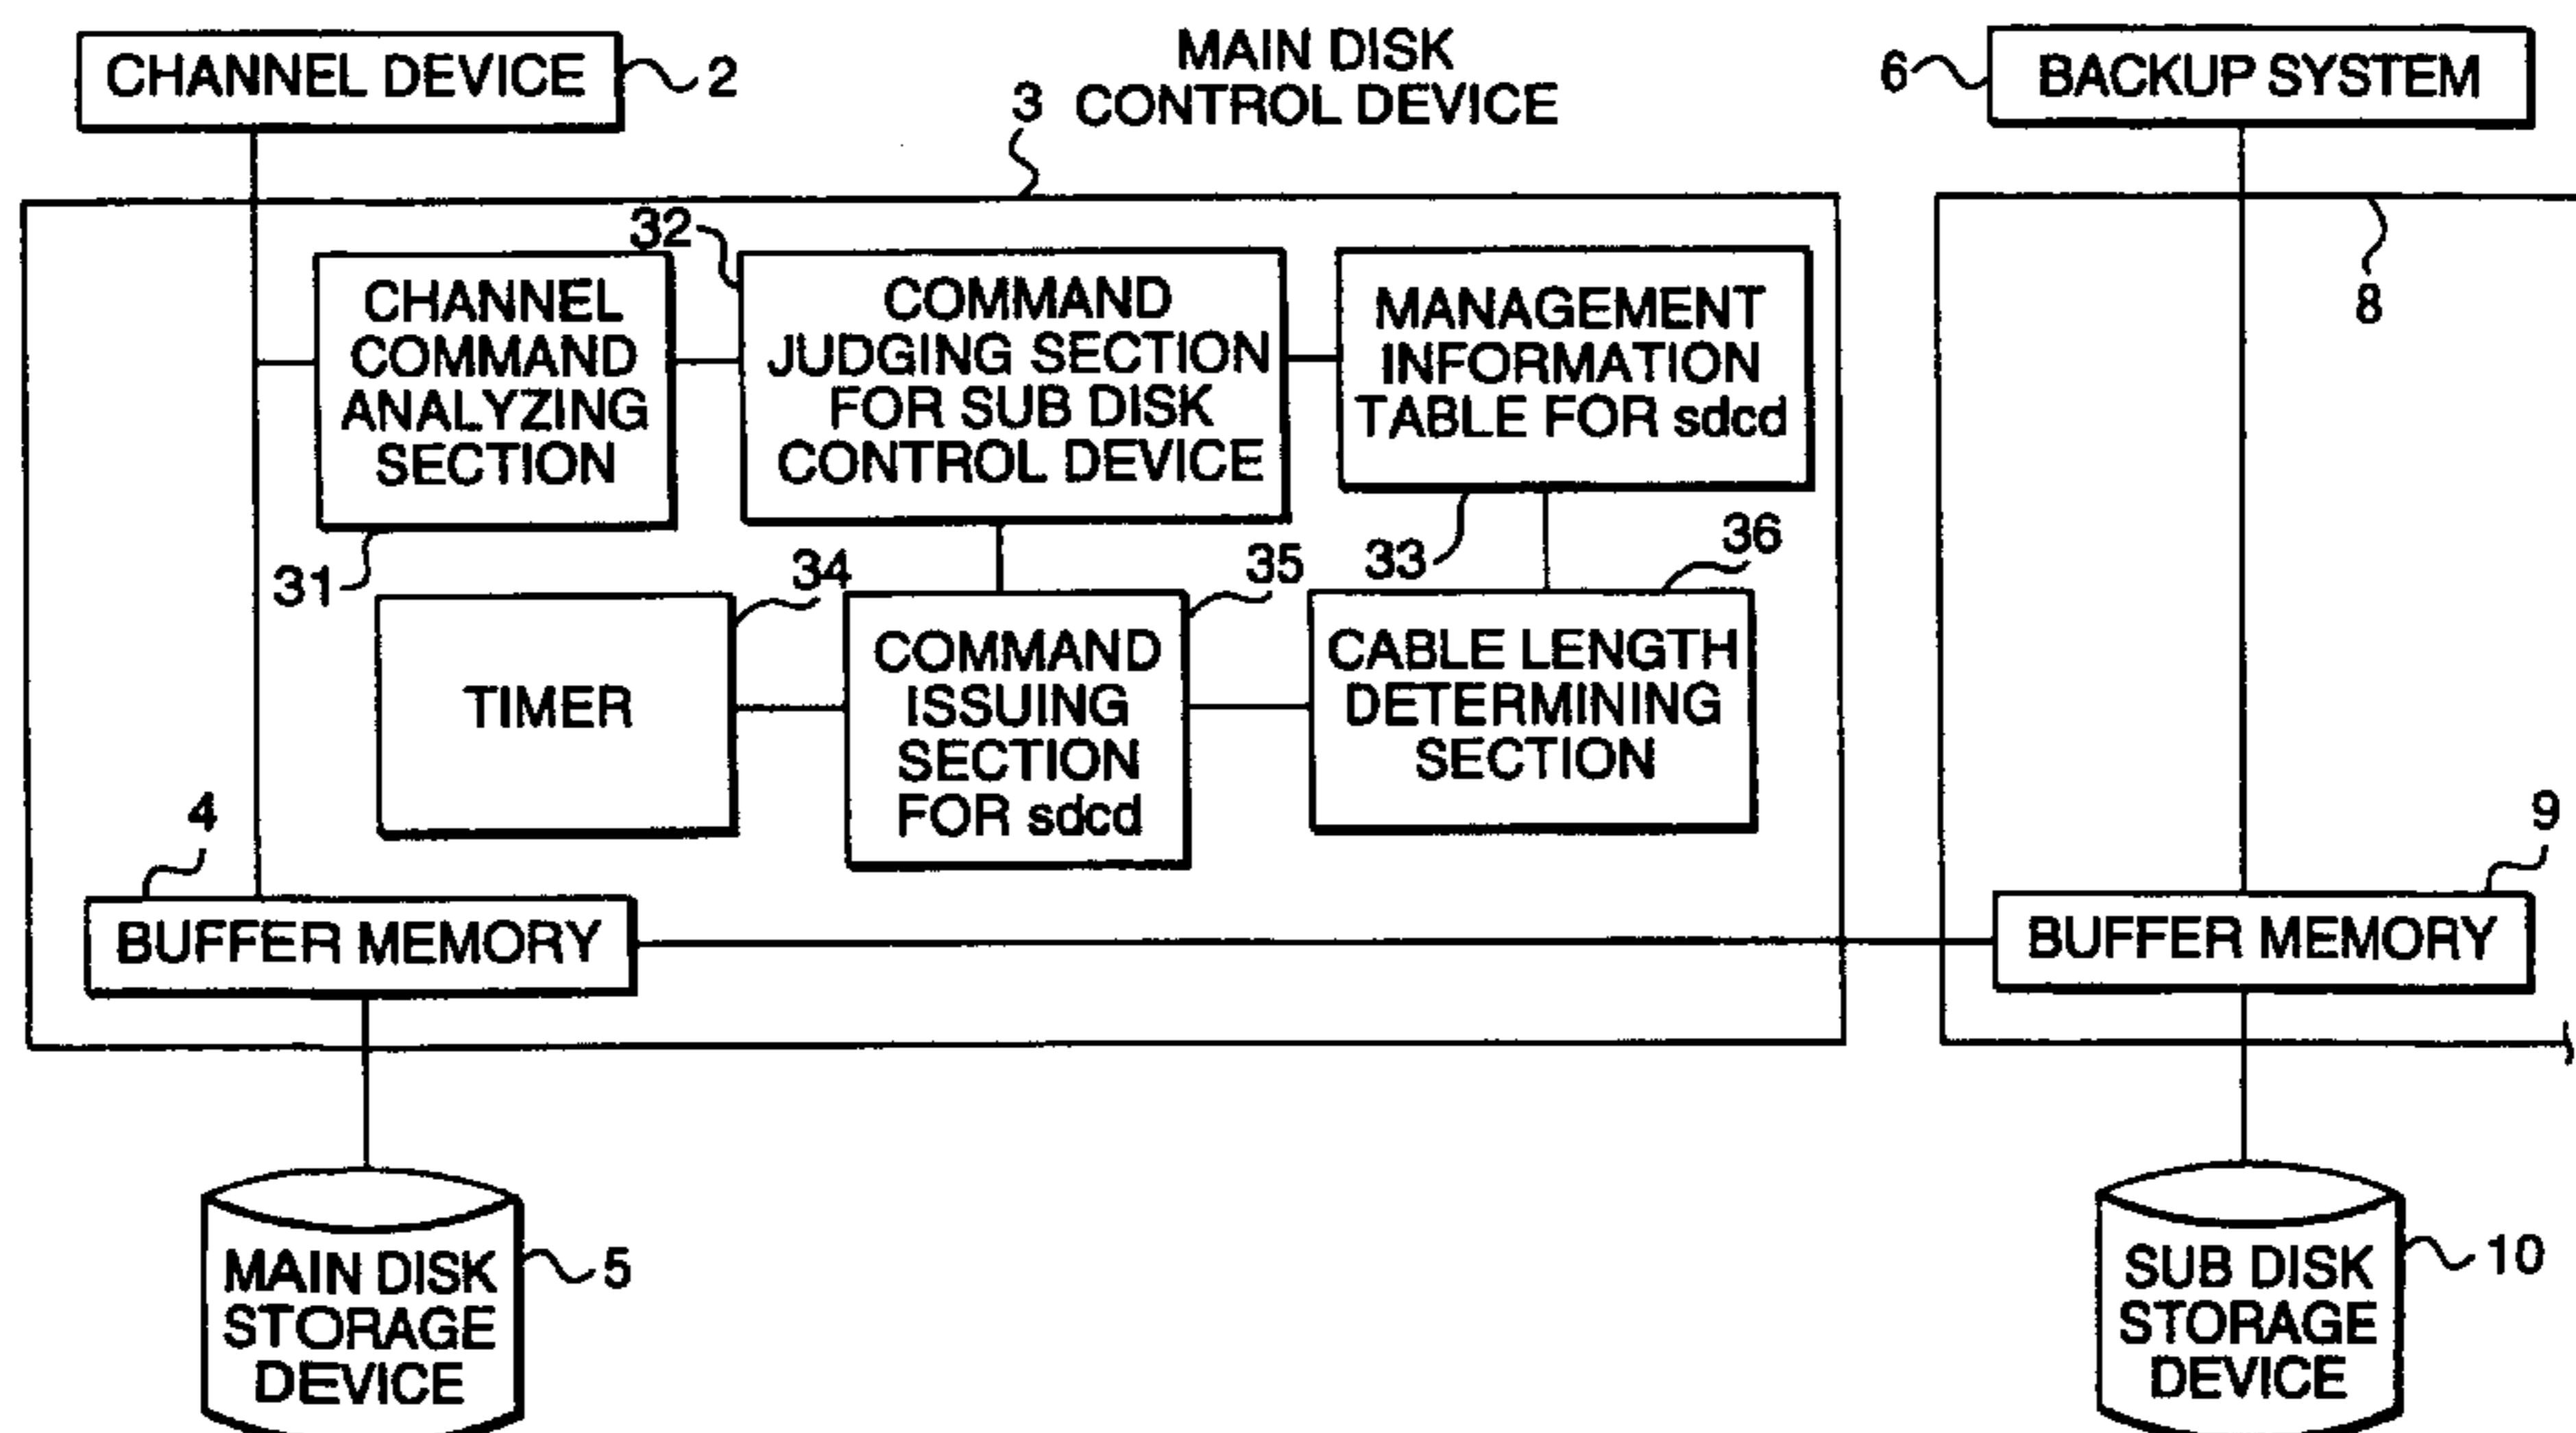 CHANNEL DEVICE
2
MAIN DISK
CONTROL DEVICE
3
6
BACKUP SYSTEM
8
32
CHANNEL
COMMAND
ANALYZING
SECTION
31
COMMAND
JUDGING SECTION
FOR SUB DISK
CONTROL DEVICE
MANAGEMENT
INFORMATION
TABLE FOR sdcd
33
34
TIMER
35
COMMAND
ISSUING
SECTION
FOR sdcd
36
CABLE LENGTH
DETERMINING
SECTION
4
BUFFER MEMORY
9
BUFFER MEMORY
MAIN DISK
STORAGE
DEVICE
5
SUB DISK
STORAGE
DEVICE
10